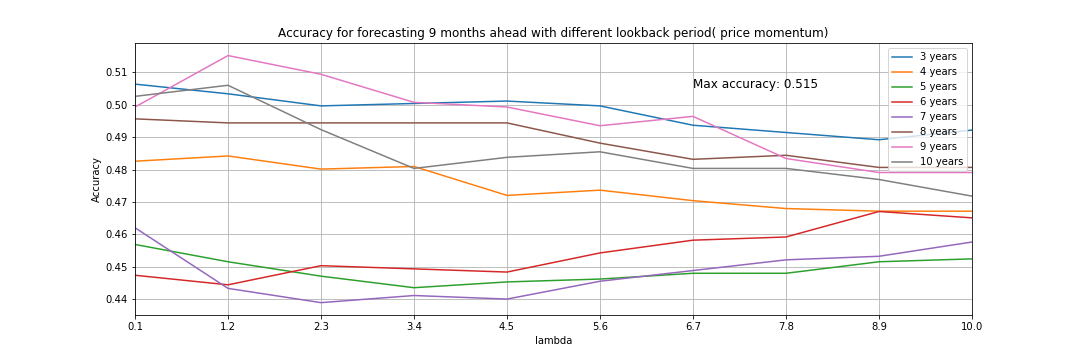 Accuracy for forecasting 9 months ahead with different lookback period( price momentum)
Accuracy
0.51
0.50
0.49
0.48
0.47
0.46
0.45
0.44
Max accuracy: 0.515
3 years
4 years
5 years
6 years
7 years
8 years
9 years
10 years
0.1 1.2 2.3 3.4 4.5 5.6 6.7 7.8 8.9 10.0
lambda